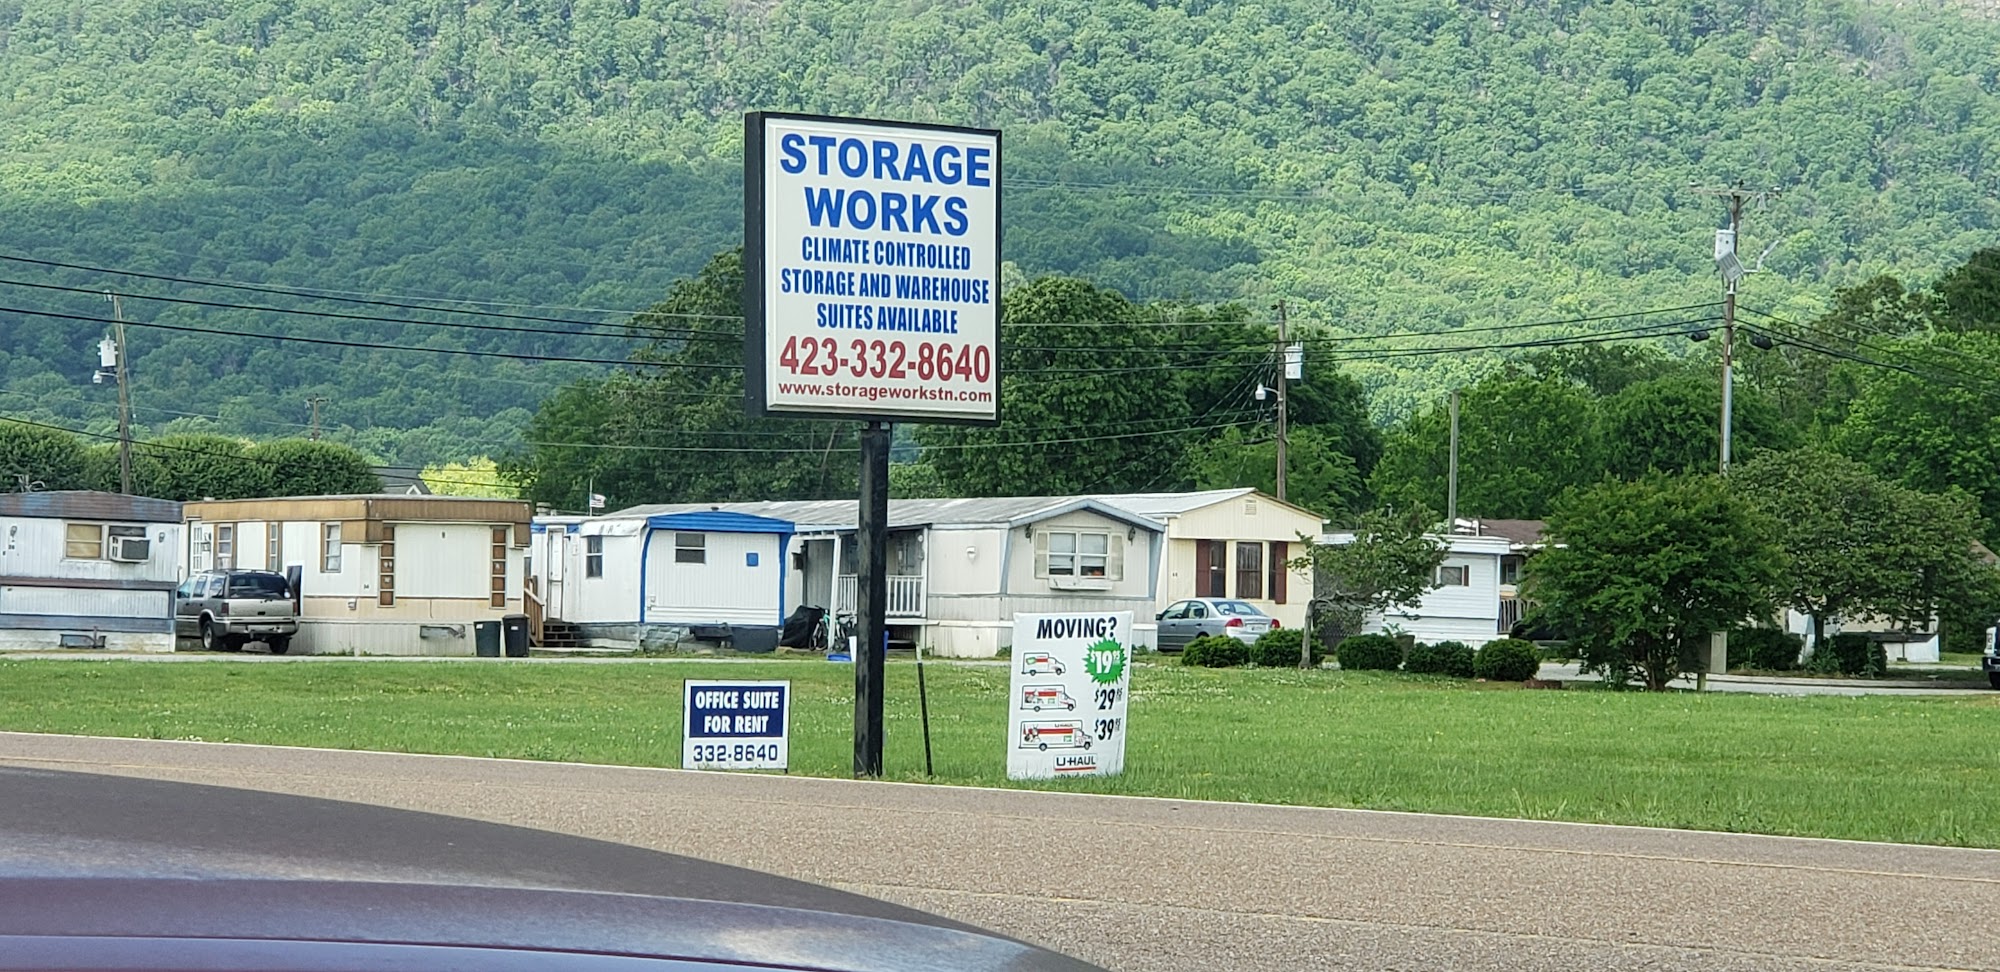 STORAGE
WORKS
CLIMATE CONTROLLED
STORAGE AND WAREHOUSE
SUITES AVAILABLE
423-332-8640
www.storageworkstn.com
OFFICE SUITE
FOR RENT
332-8640
MOVING?
$19.95
$29.95
$39.95
U-HAUL